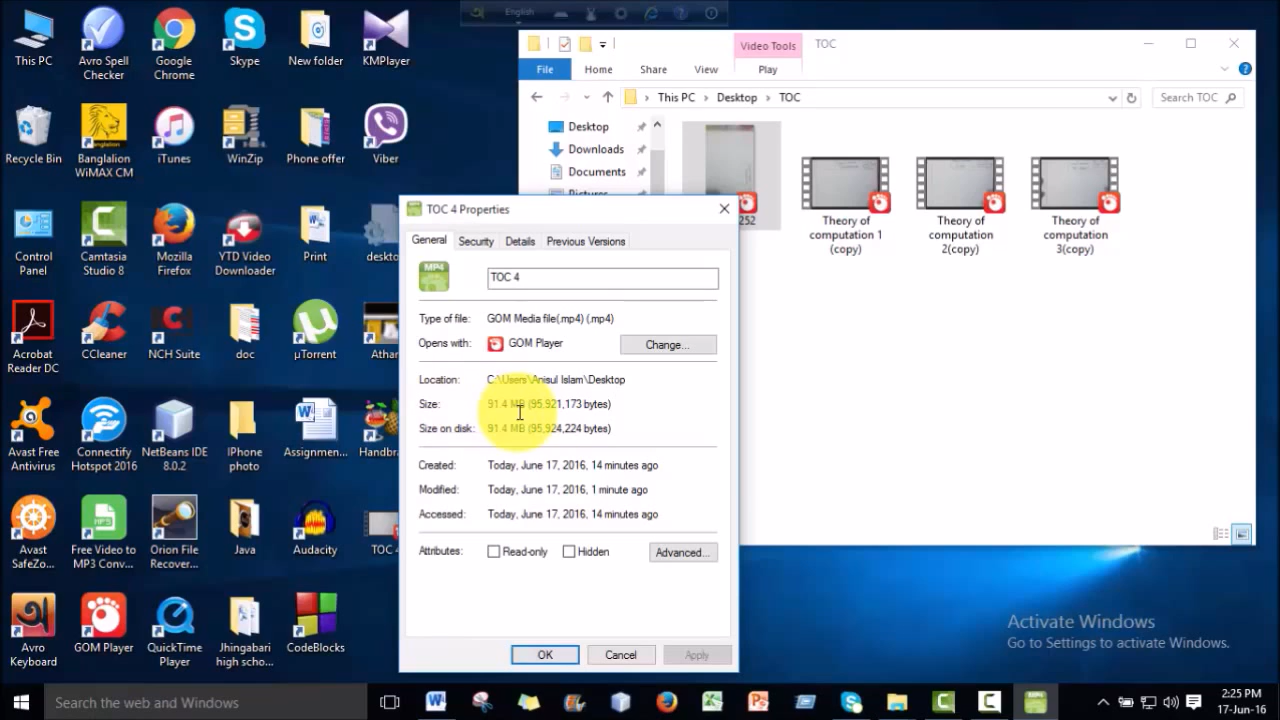 This PC
Avro Spell
Checker
Google
Chrome
Skype
New folder
KMPlayer
Recycle Bin
Banglalion
WiMAX CM
iTunes
WinZip
Phone offer
Viber
Control
Panel
Camtasia
Studio 8
Mozilla
Firefox
YTD Video
Downloader
Print
deskto
Acrobat
Reader DC
CCleaner
NCH Suite
doc
µTorrent
Athar
Avast Free
Antivirus
Connectify
Hotspot 2016
NetBeans IDE
8.0.2
IPhone
photo
Assignmen...
Handbra
Avast
SafeZo...
Free Video to
MP3 Conv...
Orion File
Recover...
Java
Audacity
TOC 4
Avro
Keyboard
GOM Player
QuickTime
Player
Jhingabari
high scho...
CodeBlocks
English
Video Tools
TOC
File
Home
Share
View
Play
This PC
Desktop
TOC
Search TOC
Desktop
Downloads
Documents
Pictures
252
Theory of
computation 1
(copy)
Theory of
computation
2(copy)
Theory of
computation
3(copy)
TOC 4 Properties
General
Security
Details
Previous Versions
MP4
TOC 4
Type of file: GOM Media file(.mp4) (.mp4)
Opens with: GOM Player
Change...
Location: C:\Users\Anisul Islam\Desktop
Size: 91.4 MB (95,921,173 bytes)
Size on disk: 91.4 MB (95,924,224 bytes)
Created: Today, June 17, 2016, 14 minutes ago
Modified: Today, June 17, 2016, 1 minute ago
Accessed: Today, June 17, 2016, 14 minutes ago
Attributes: Read-only Hidden Advanced...
OK Cancel Apply
Activate Windows
Go to Settings to activate Windows.
Search the web and Windows
2:25 PM
17-Jun-16